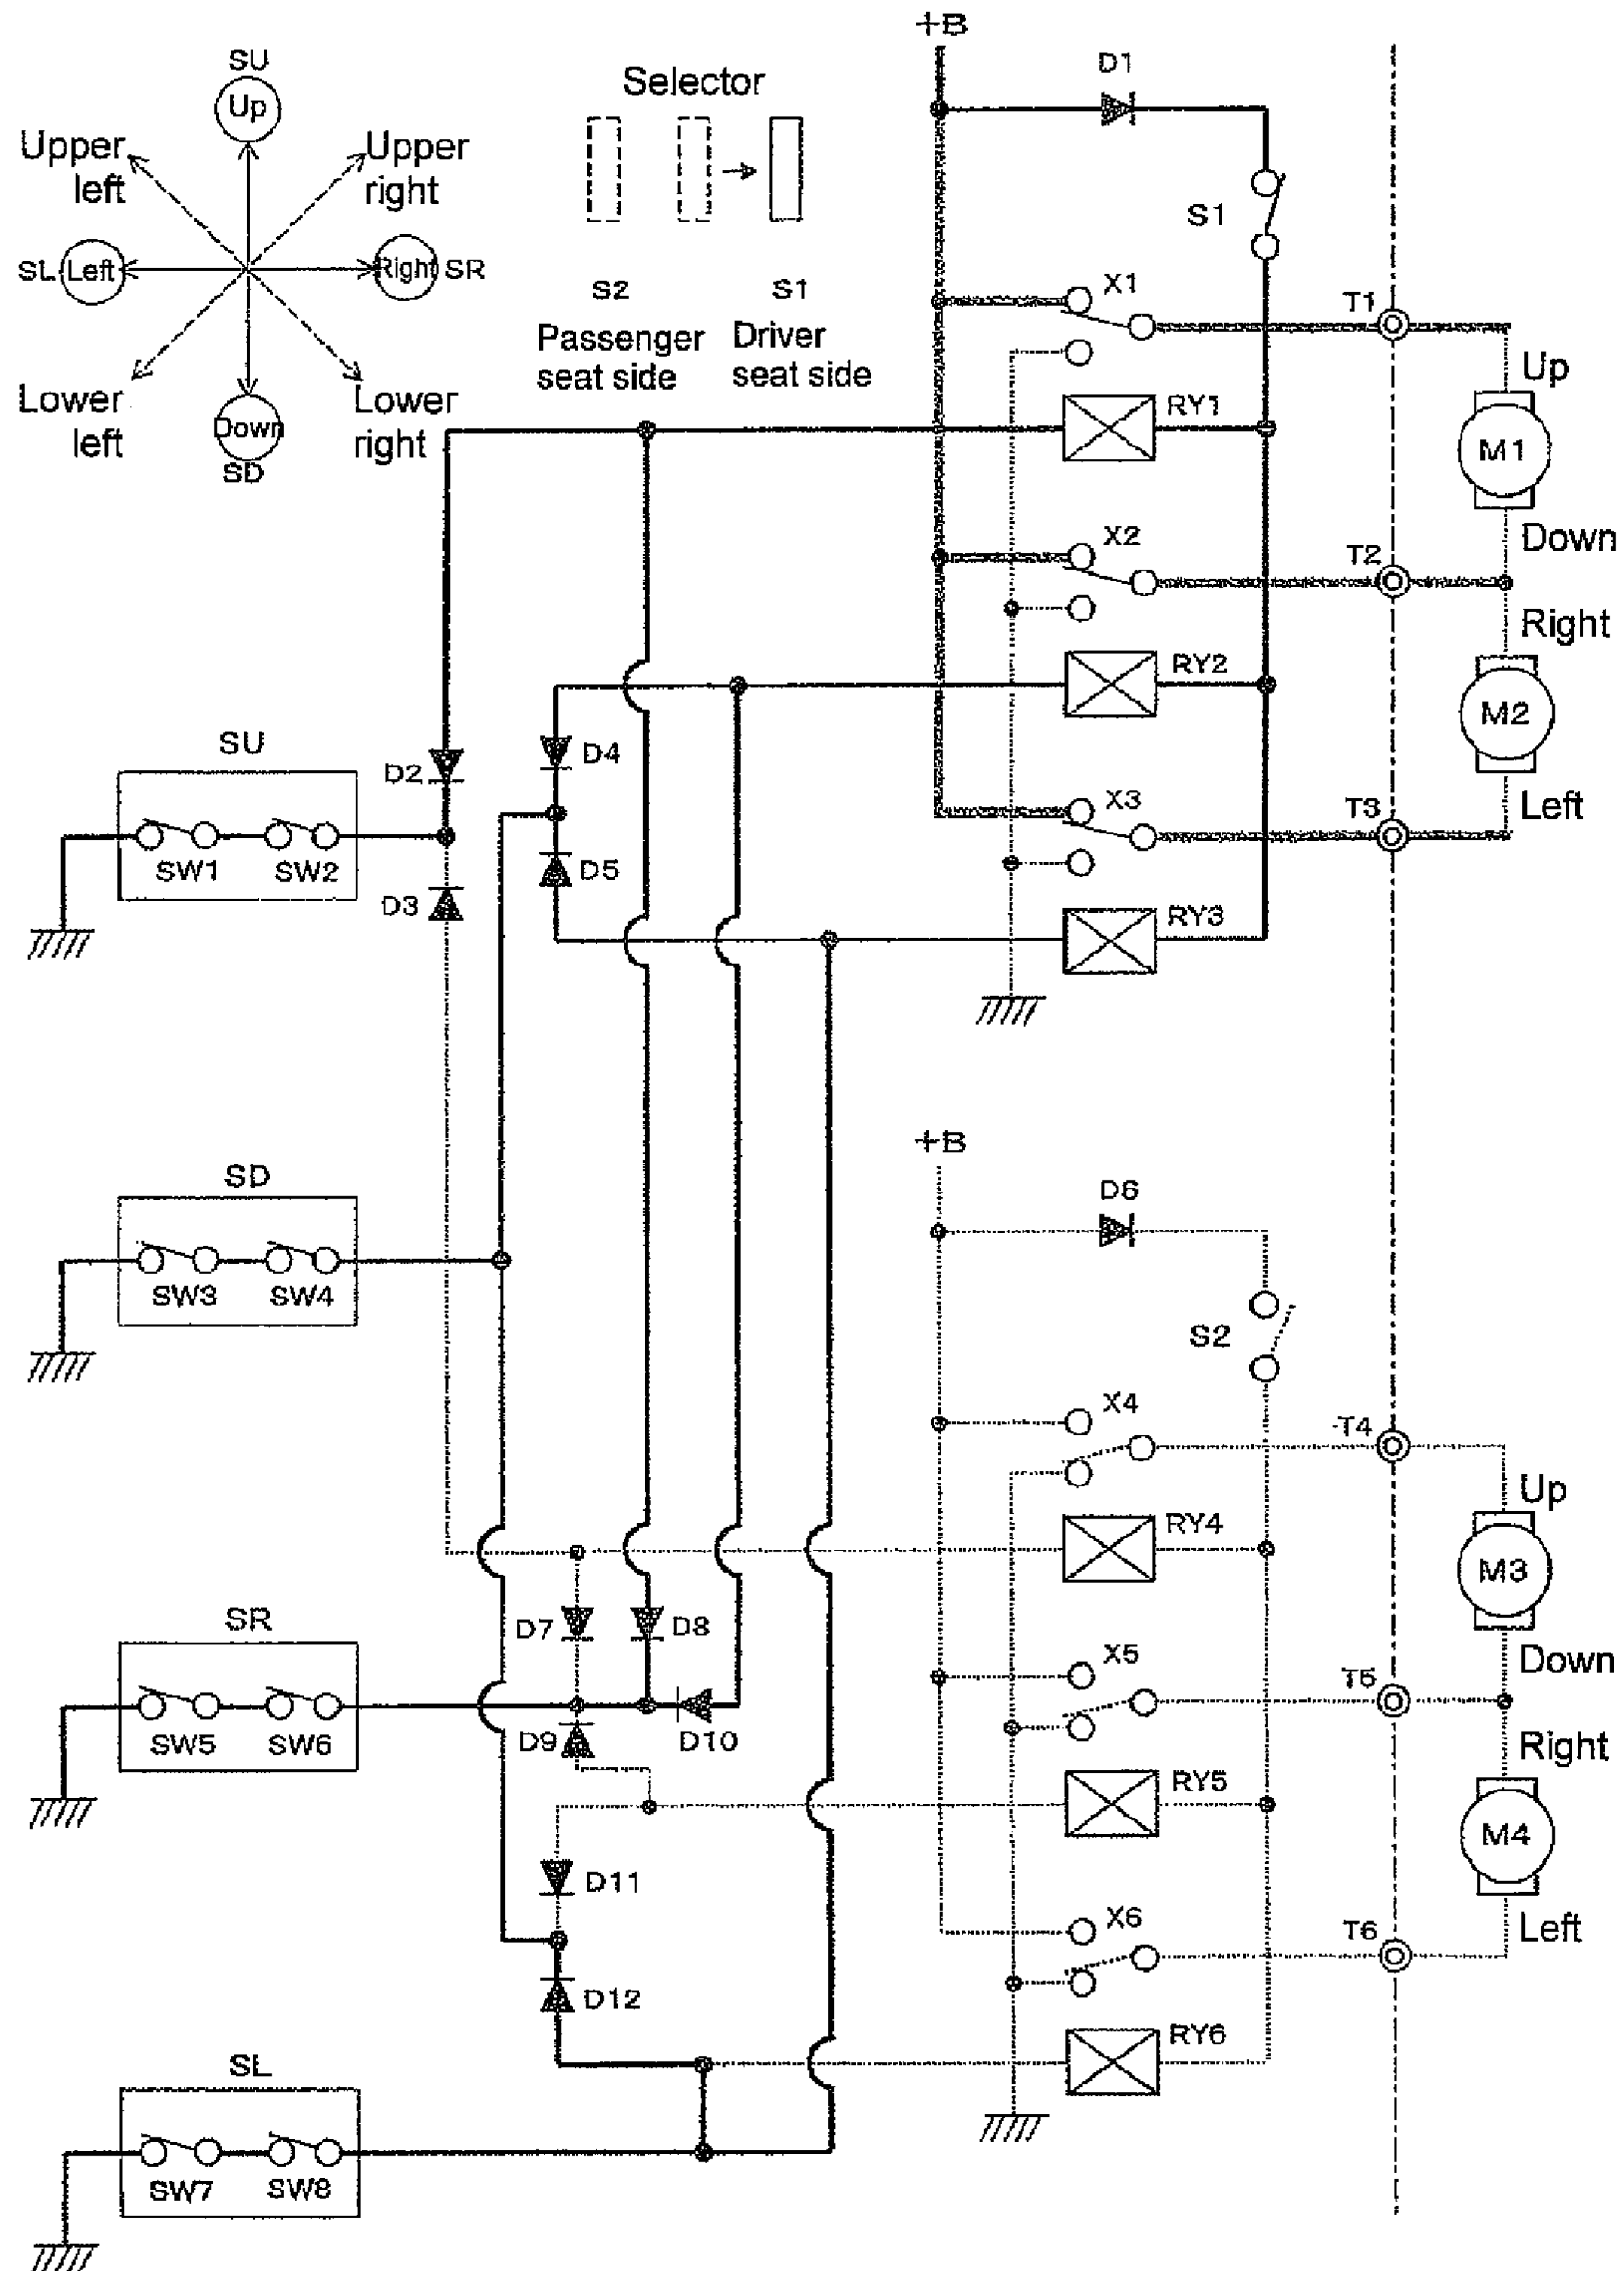 +B
SU
Up
Selector
D1
Upper left
Upper right
S1
SL
Left
Right
SR
S2
S1
X1
T1
Passenger seat side
Driver seat side
Up
Lower left
Lower right
Down
SD
RY1
M1
X2
T2
Down
Right
RY2
M2
SU
D2
D4
X3
T3
Left
SW1
SW2
D5
D3
RY3
+B
SD
D6
SW3
SW4
S2
X4
T4
Up
RY4
M3
SR
D7
D8
X5
T5
Down
SW5
SW6
D9
D10
Right
RY5
M4
D11
X6
T6
Left
D12
RY6
SL
SW7
SW8